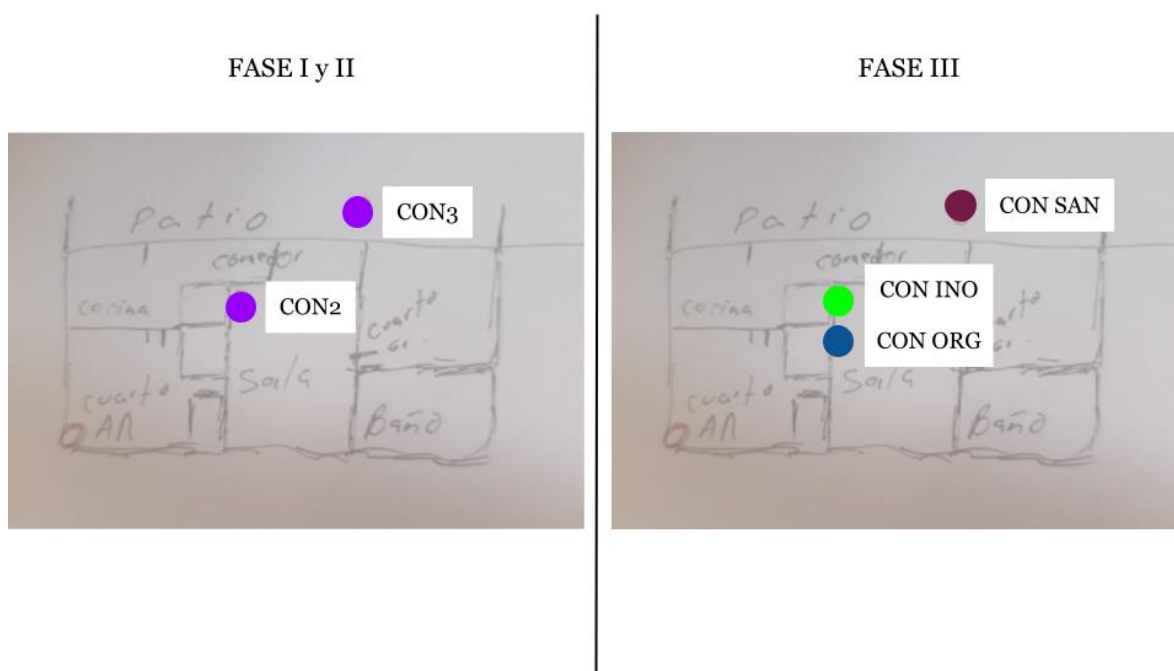 FASE I y II
Patio
CON3
comedor
cocina
CON2
cuarto
Sala
cuarto
AR
Baño
FASE III
Patio
CON SAN
comedor
cocina
CON INO
CON ORG
Sala
cuarto
AR
Baño